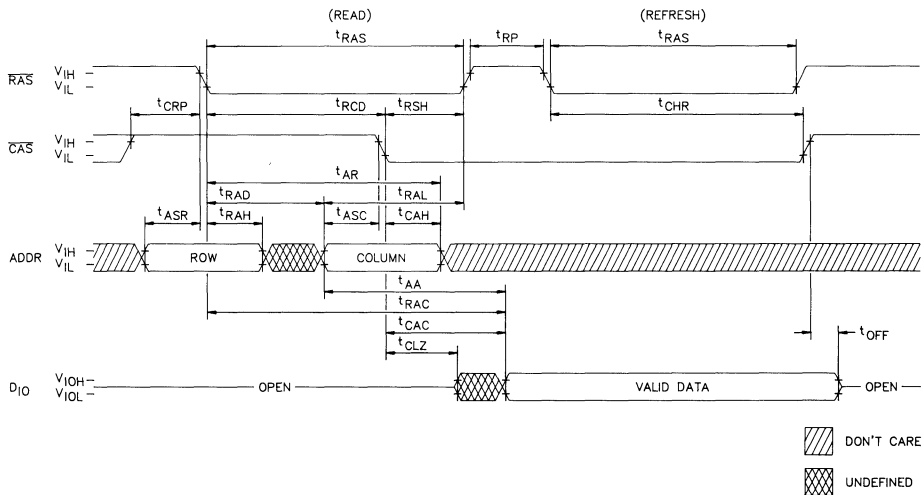 (READ) (REFRESH)
tRAS tRP tRAS
RAS VIH
VIL
tCRP tRCD tRSH tCHR
CAS VIH
VIL
tAR
tRAD tRAL
tASR tRAH tASC tCAH
ADDR VIH
VIL
ROW COLUMN
tAA
tRAC
tCAC
tOFF
tCLZ
DIO VIOH
VIOL
OPEN VALID DATA OPEN
DON'T CARE
UNDEFINED